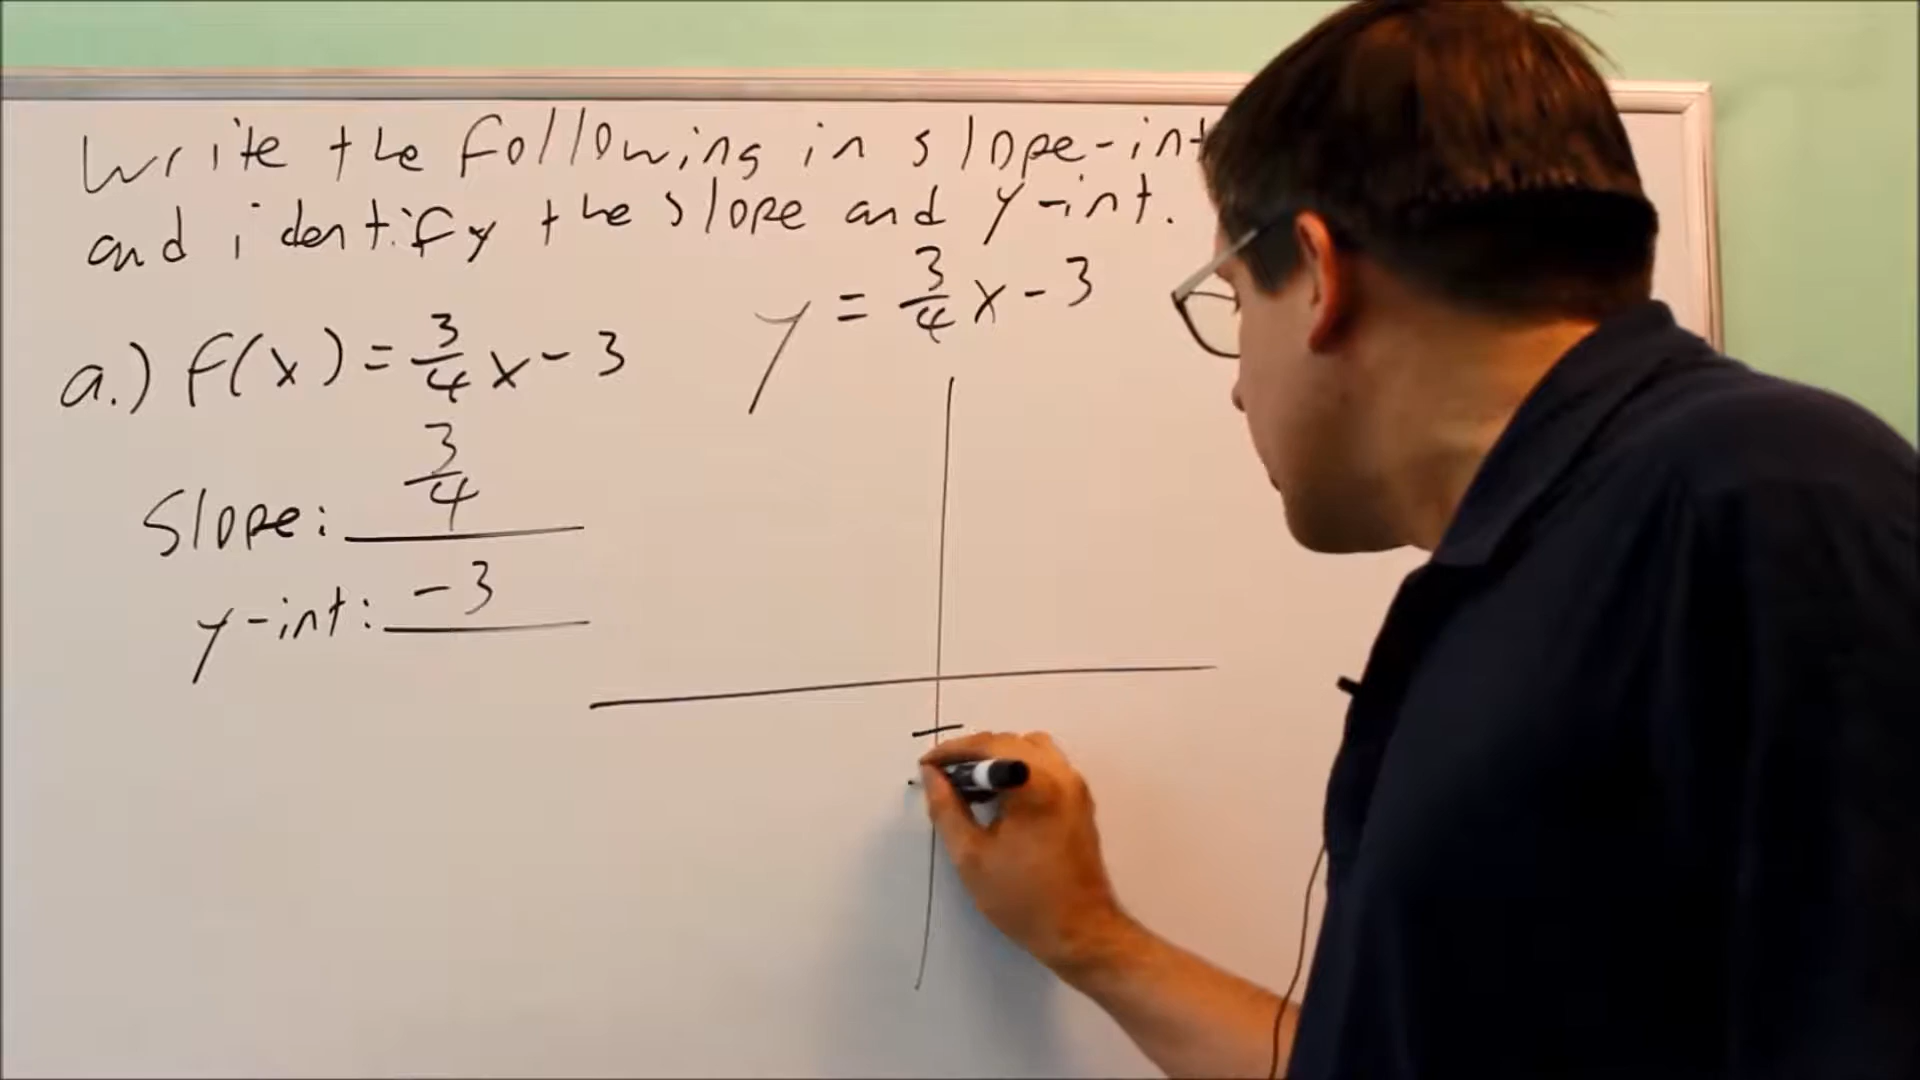 Write the following in slope-int
and identify the slope and y-int.
y = 3/4 x - 3
a.) f(x) = 3/4 x - 3
Slope: 3/4
y-int: -3